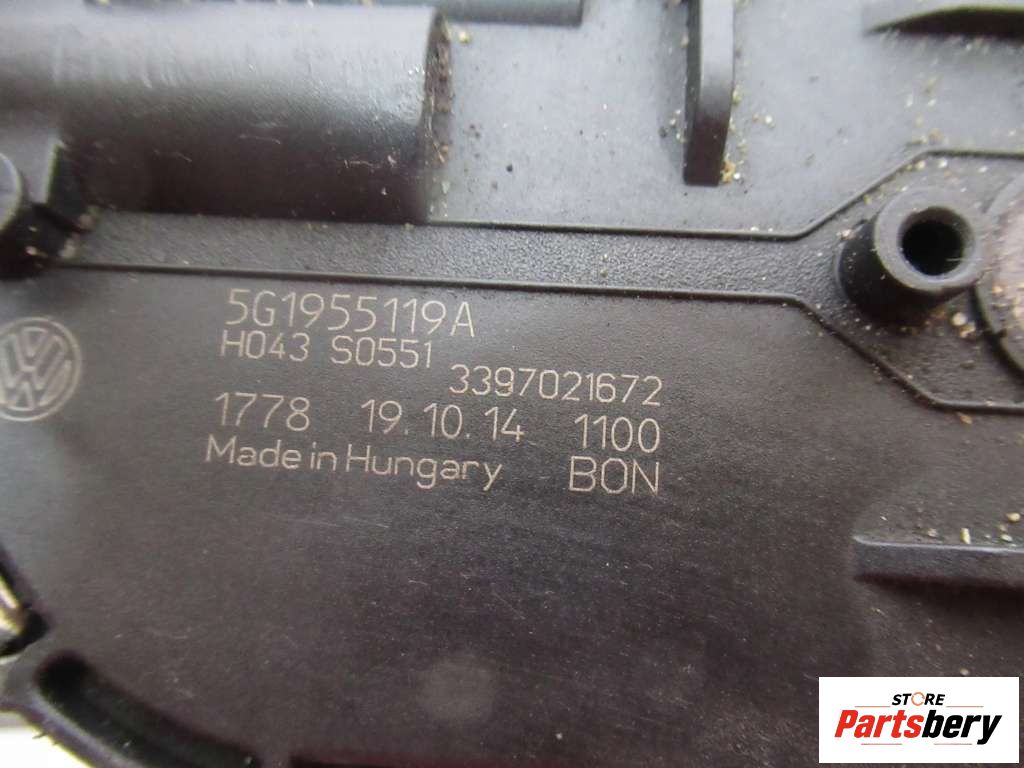 5G1955119A
H043 S0551
3397021672
1778 19.10.14 1100
Made in Hungary BON
STORE
Partsbery